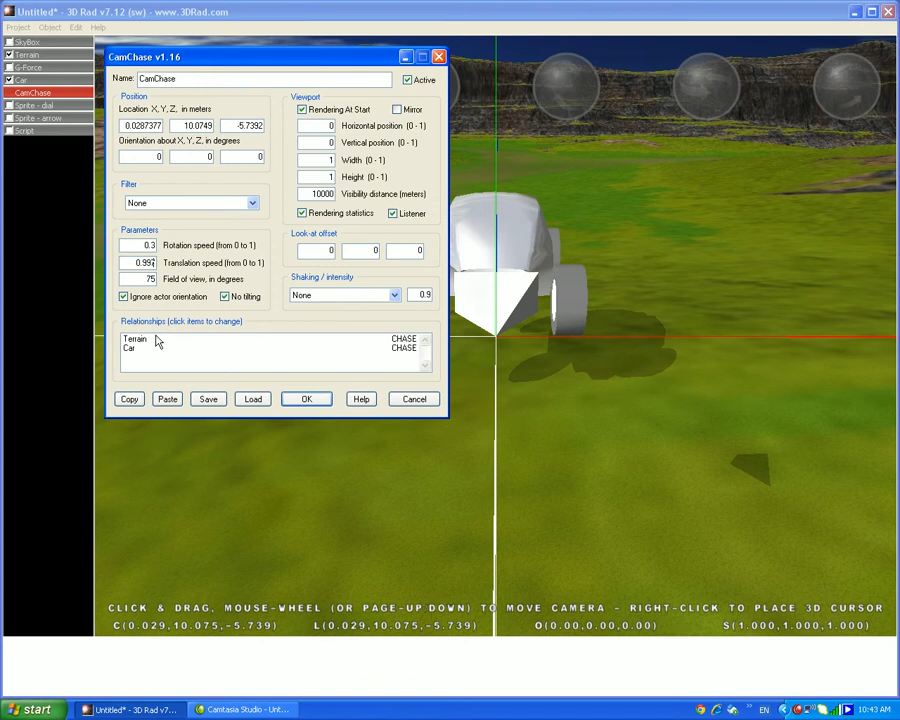 Untitled* - 3D Rad v7.12 (sw) - www.3DRad.com
Project Object Edit Help
SkyBox
Terrain
G-Force
Car
CamChase
Sprite - dial
Sprite - arrow
Script
CamChase v1.16
Name: CamChase Active
Position
Location X, Y, Z, in meters
0.0287377 10.0749 -5.7392
Orientation about X, Y, Z, in degrees
0 0 0
Filter
None
Parameters
0.3 Rotation speed (from 0 to 1)
Translation speed (from 0 to 1)
75 Field of view, in degrees
Ignore actor orientation No tilting
Viewport
Rendering At Start Mirror
0 Horizontal position (0 - 1)
0 Vertical position (0 - 1)
1 Width (0 - 1)
1 Height (0 - 1)
10000 Visibility distance (meters)
Rendering statistics Listener
Look-at offset
0 0 0
Shaking / intensity
None 0.9
Relationships (click items to change)
Terrain CHASE
Car CHASE
Copy Paste Save Load OK Help Cancel
CLICK & DRAG, MOUSE-WHEEL (OR PAGE-UP DOWN) TO MOVE CAMERA - RIGHT-CLICK TO PLACE 3D CURSOR
C(0.029,10.075,-5.739) L(0.029,10.075,-5.739) O(0.00,0.00,0.00) S(1.000,1.000,1.000)
start Untitled* - 3D Rad v7... Camtasia Studio - Unt... EN 10:43 AM